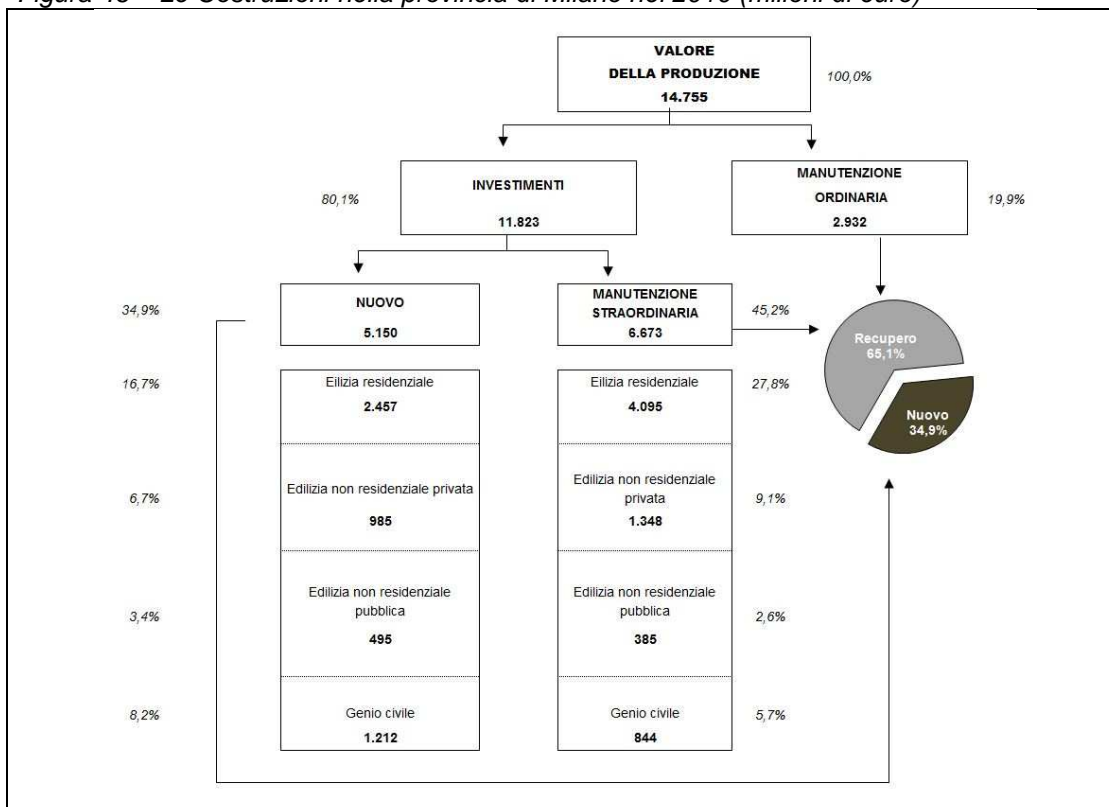 VALORE
DELLA PRODUZIONE
14.755
100,0%
80,1%
INVESTIMENTI
11.823
MANUTENZIONE
ORDINARIA
2.932
19,9%
34,9%
NUOVO
5.150
MANUTENZIONE
STRAORDINARIA
6.673
45,2%
Recupero
65,1%
Nuovo
34,9%
16,7%
Eilizia residenziale
2.457
Eilizia residenziale
4.095
27,8%
6,7%
Edilizia non residenziale privata
985
Edilizia non residenziale
privata
1.348
9,1%
3,4%
Edilizia non residenziale
pubblica
495
Edilizia non residenziale
pubblica
385
2,6%
8,2%
Genio civile
1.212
Genio civile
844
5,7%